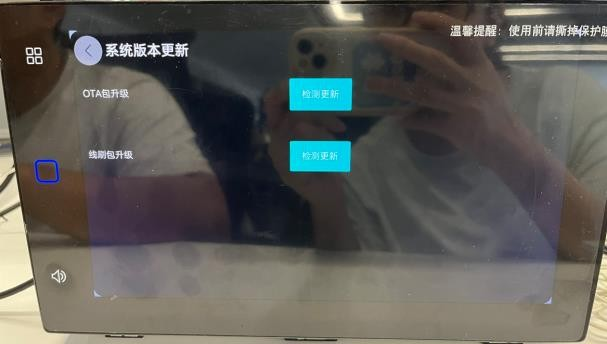 温馨提醒：使用前请撕掉保护膜
系统版本更新
OTA包升级
检测更新
线刷包升级
检测更新